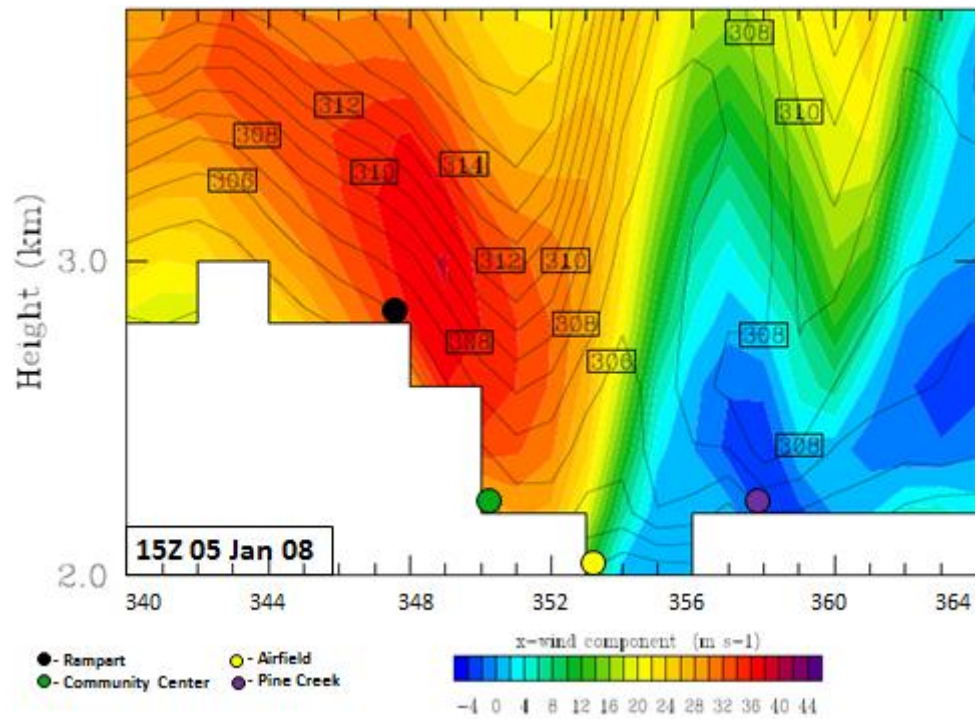 308
312
310
308
314
310
306
3.0
312
310
308
308
308
306
308
Height (km)
15Z 05 Jan 08
2.0
340 344 348 352 356 360 364
x-wind component (m s-1)
- Rampart - Airfield
- Community Center - Pine Creek
-4 0 4 8 12 16 20 24 28 32 36 40 44